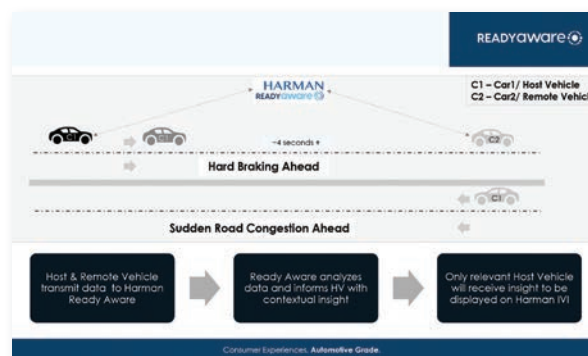 READYaware
HARMAN
READYaware
C1 – Car1/ Host Vehicle
C2 – Car2/ Remote Vehicl
C1
C1
~4 seconds +
C2
Hard Braking Ahead
Sudden Road Congestion Ahead
Host & Remote Vehicle
transmit data to Harman
Ready Aware
Ready Aware analyzes
data and informs HV with
contextual insight
Only relevant Host Vehicle
will receive insight to be
displayed on Harman IVI
Consumer Experiences. Automotive Grade.